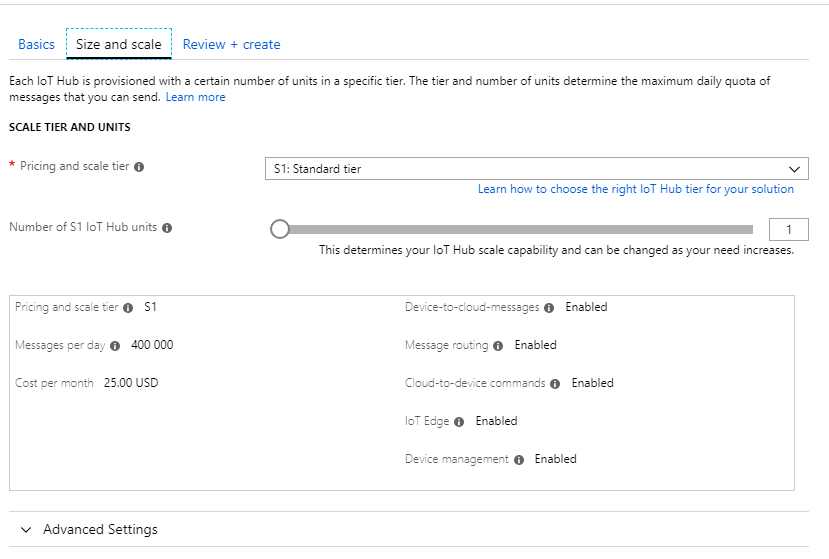 Basics Size and scale Review + create
Each IoT Hub is provisioned with a certain number of units in a specific tier. The tier and number of units determine the maximum daily quota of
messages that you can send. Learn more
SCALE TIER AND UNITS
* Pricing and scale tier S1: Standard tier
Learn how to choose the right IoT Hub tier for your solution
Number of S1 IoT Hub units 1
This determines your IoT Hub scale capability and can be changed as your need increases.
Pricing and scale tier S1 Device-to-cloud-messages Enabled
Messages per day 400 000 Message routing Enabled
Cost per month 25.00 USD Cloud-to-device commands Enabled
IoT Edge Enabled
Device management Enabled
Advanced Settings